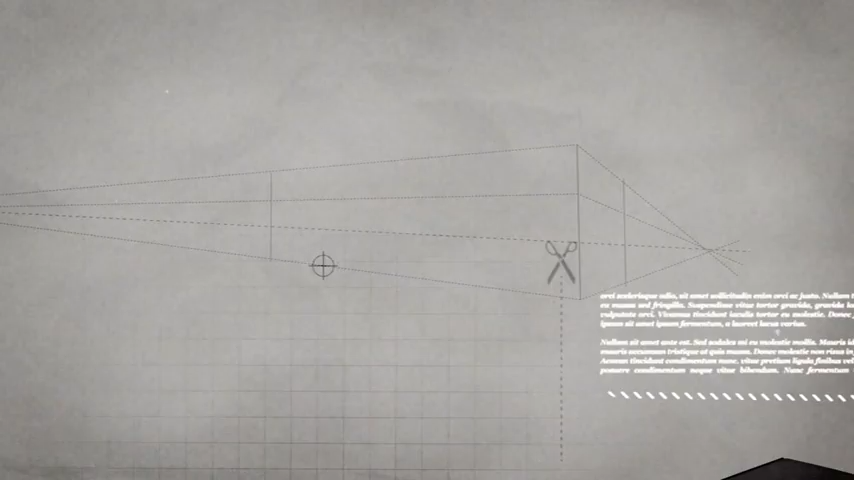 orci scelerisque odio, sit amet sollicitudin enim orci ac justo. Nullam
eu massa sed fringilla. Suspendisse vitae tortor gravida, gravida
vulputate orci. Vivamus tincidunt iaculis tortor eu molestie. Donec
ipsum sit amet ipsum fermentum, a laoreet lacus varius.
Nullam sit amet ante est. Sed sodales mi eu molestie mollis. Mauris
mauris accumsan tristique at quis massa. Donec molestie non risus
Aenean tincidunt condimentum nunc, vitae pretium ligula finibus
posuere condimentum neque vitae bibendum. Nunc fermentum